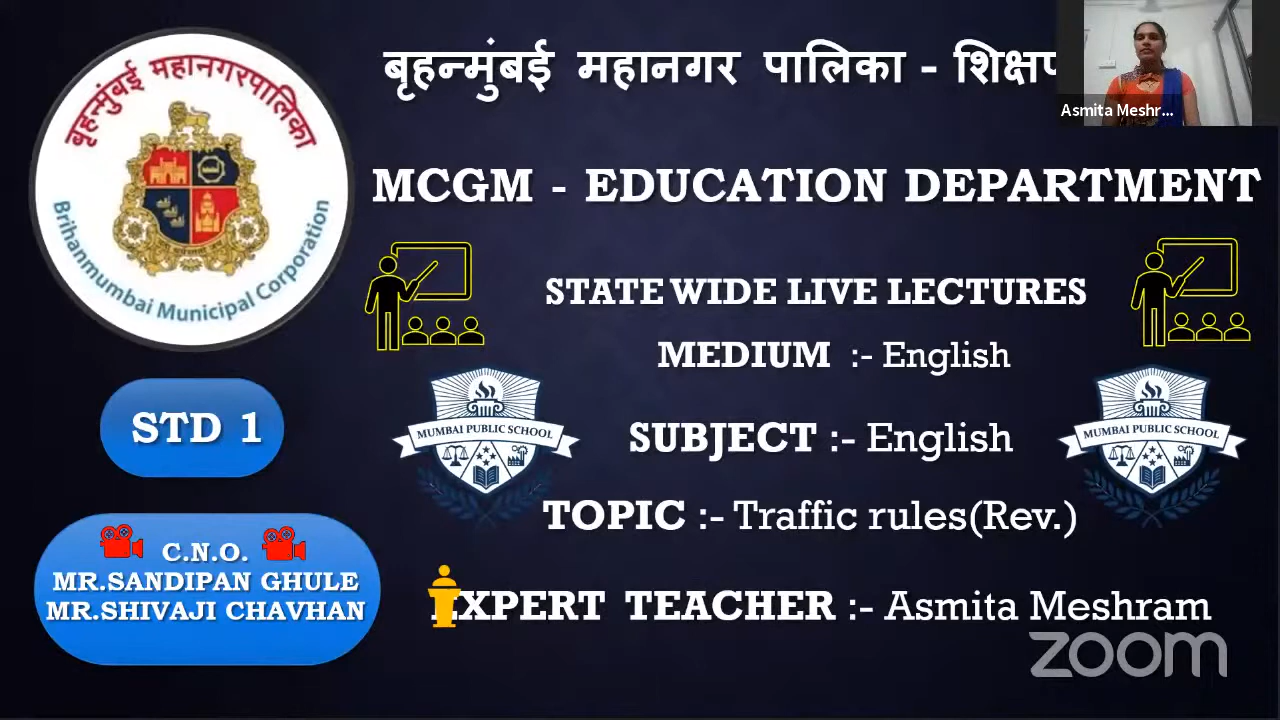 बृहन्मुंबई महानगरपालिका
Brihanmumbai Municipal Corporation
बृहन्मुंबई महानगर पालिका -
Asmita Meshr...
MCGM - EDUCATION DEPARTMENT
STATE WIDE LIVE LECTURES
MEDIUM :- English
MUMBAI PUBLIC SCHOOL
MUMBAI PUBLIC SCHOOL
STD 1
SUBJECT :- English
TOPIC :- Traffic rules(Rev.)
C.N.O.
MR.SANDIPAN GHULE
MR.SHIVAJI CHAVHAN
EXPERT TEACHER :- Asmita Meshram
zoom